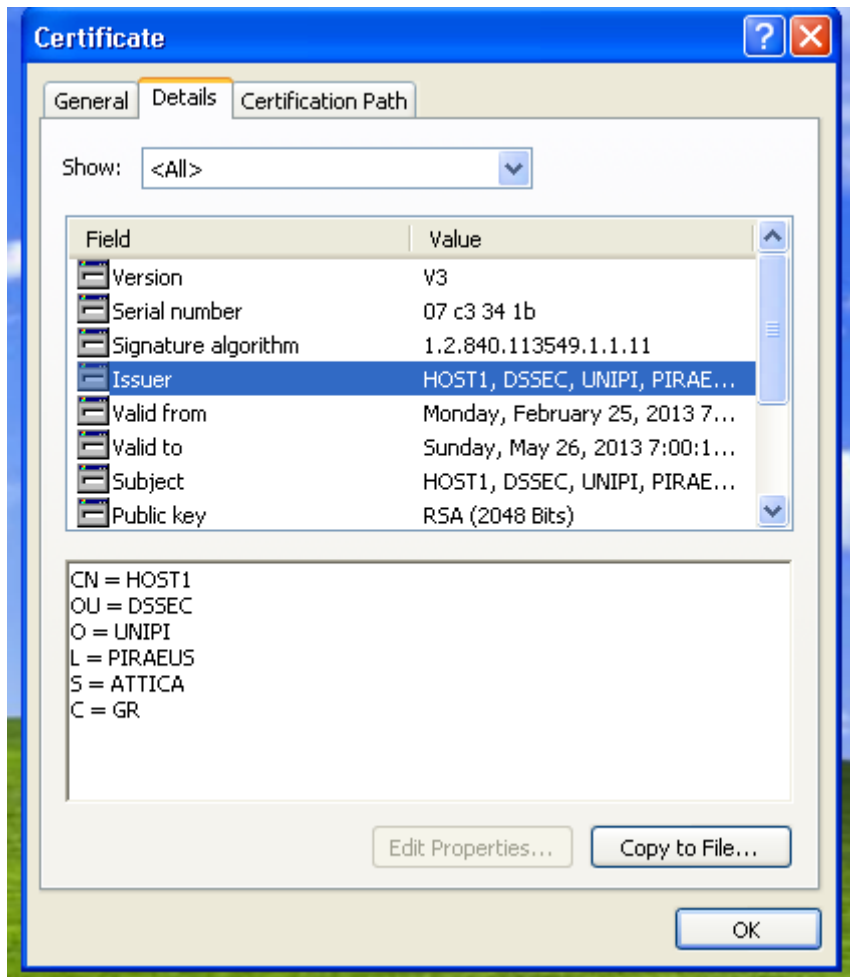 Certificate
General Details Certification Path
Show: <All>
Field Value
Version V3
Serial number 07 c3 34 1b
Signature algorithm 1.2.840.113549.1.1.11
Issuer HOST1, DSSEC, UNIPI, PIRAE...
Valid from Monday, February 25, 2013 7...
Valid to Sunday, May 26, 2013 7:00:1...
Subject HOST1, DSSEC, UNIPI, PIRAE...
Public key RSA (2048 Bits)
CN = HOST1
OU = DSSEC
O = UNIPI
L = PIRAEUS
S = ATTICA
C = GR
Edit Properties... Copy to File...
OK